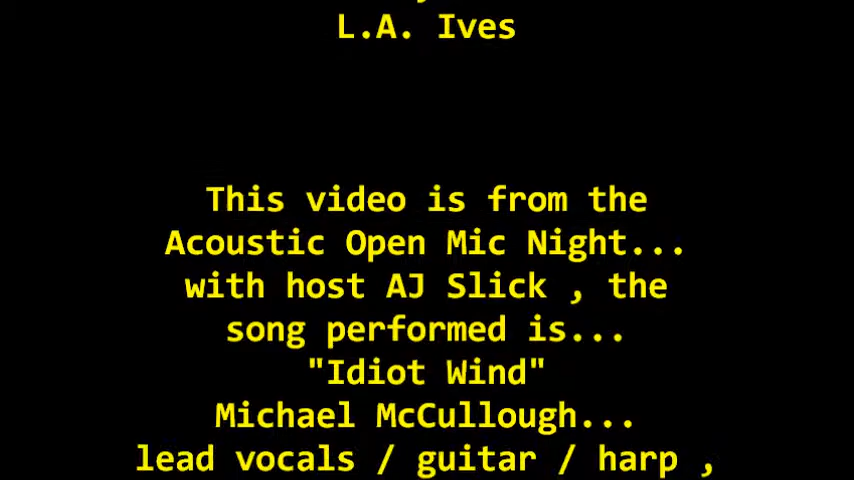 L.A. Ives
This video is from the
Acoustic Open Mic Night...
with host AJ Slick , the
song performed is...
"Idiot Wind"
Michael McCullough...
lead vocals / guitar / harp ,